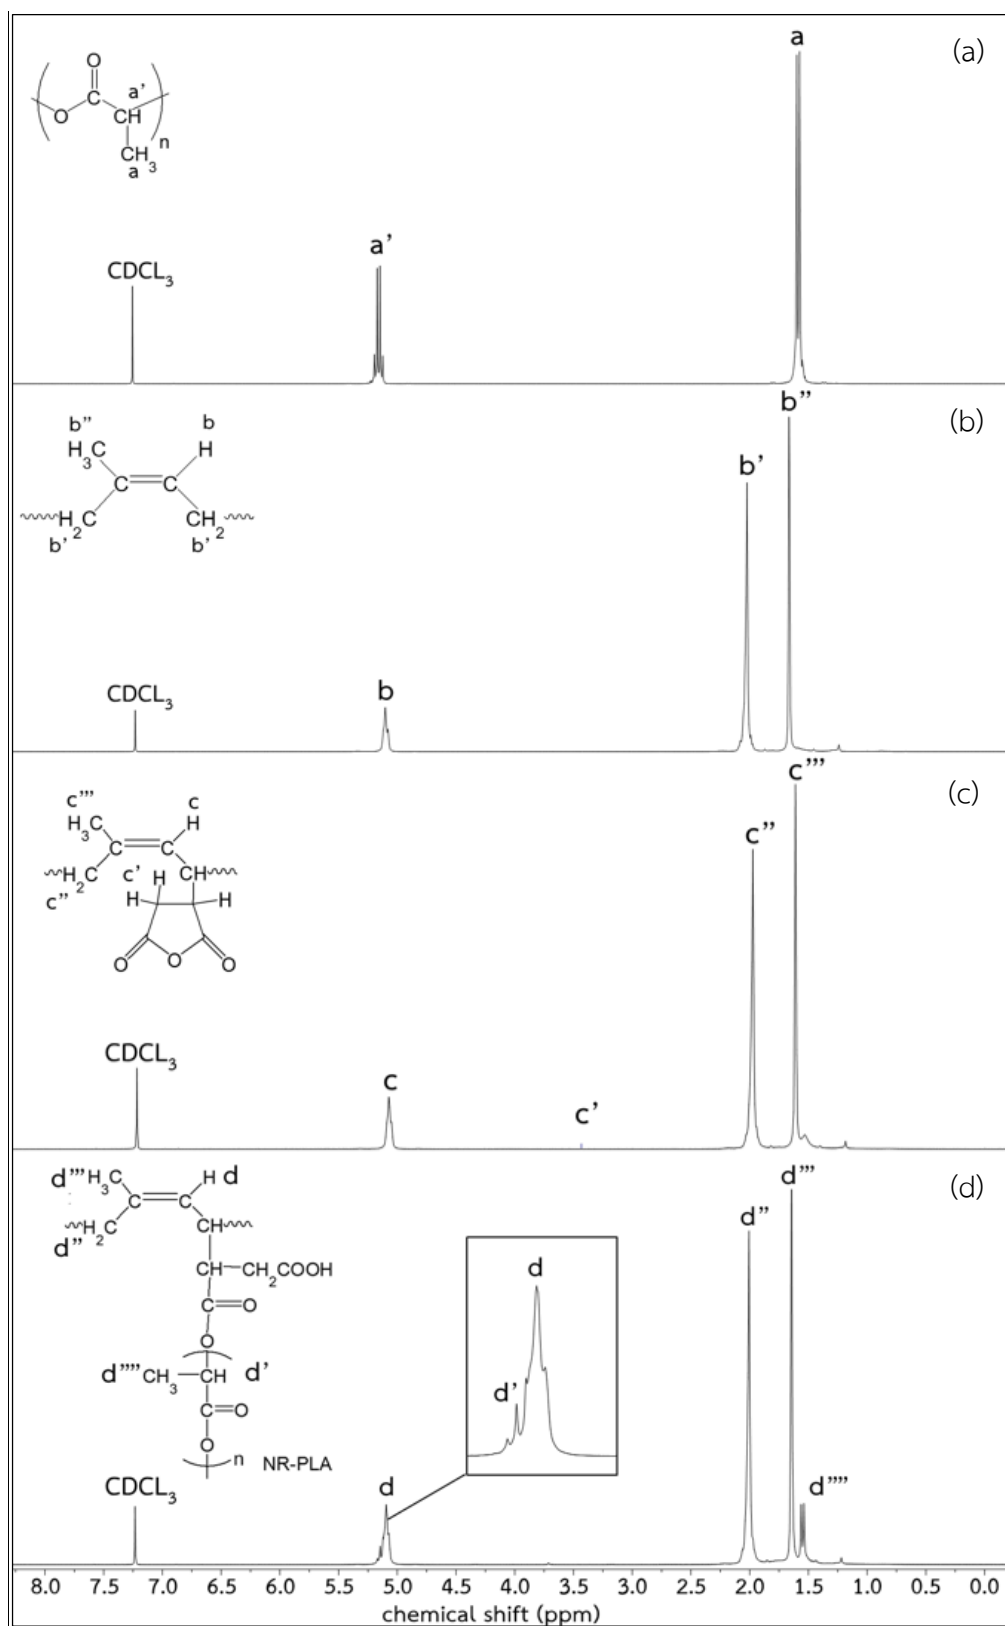 (a)
a
O
a'
O
CH
n
CH3
a
a'
CDCL3
(b)
b"
b"
b
H3C
H
b'
C
C
H2C
CH2
b'
b'
CDCL3
b
(c)
c'''
c'''
c
H3C
H
c"
C
C
H2C
c'
H
CH
c"
H
H
O
O
O
CDCL3
c
c'
(d)
d'''
d'''
H3C
H
d
d"
C
C
H2C
CH
d"
CH
CH2COOH
d
C
O
O
d''''
CH3
CH
d'
d'
C
O
O
n
NR-PLA
CDCL3
d
d''''
8.0 7.5 7.0 6.5 6.0 5.5 5.0 4.5 4.0 3.5 3.0 2.5 2.0 1.5 1.0 0.5 0.0
chemical shift (ppm)